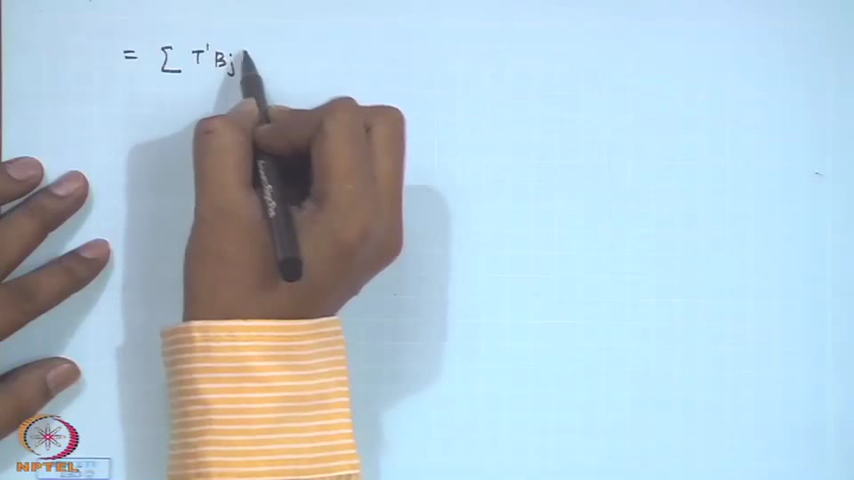 = Σ T' Bj
NPTEL